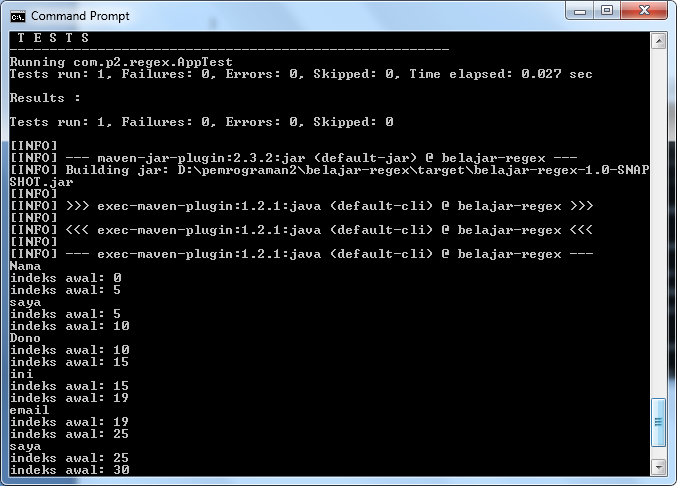 Command Prompt
T E S T S
-------------------------------------------------------
Running com.p2.regex.AppTest
Tests run: 1, Failures: 0, Errors: 0, Skipped: 0, Time elapsed: 0.027 sec
Results :
Tests run: 1, Failures: 0, Errors: 0, Skipped: 0
[INFO]
[INFO] --- maven-jar-plugin:2.3.2:jar (default-jar) @ belajar-regex ---
[INFO] Building jar: D:\pemrograman2\belajar-regex\target\belajar-regex-1.0-SNAP
SHOT.jar
[INFO]
[INFO] >>> exec-maven-plugin:1.2.1:java (default-cli) @ belajar-regex >>>
[INFO]
[INFO] <<< exec-maven-plugin:1.2.1:java (default-cli) @ belajar-regex <<<
[INFO]
[INFO] --- exec-maven-plugin:1.2.1:java (default-cli) @ belajar-regex ---
Nama
indeks awal: 0
indeks awal: 5
saya
indeks awal: 5
indeks awal: 10
Dono
indeks awal: 10
indeks awal: 15
ini
indeks awal: 15
indeks awal: 19
email
indeks awal: 19
indeks awal: 25
saya
indeks awal: 25
indeks awal: 30